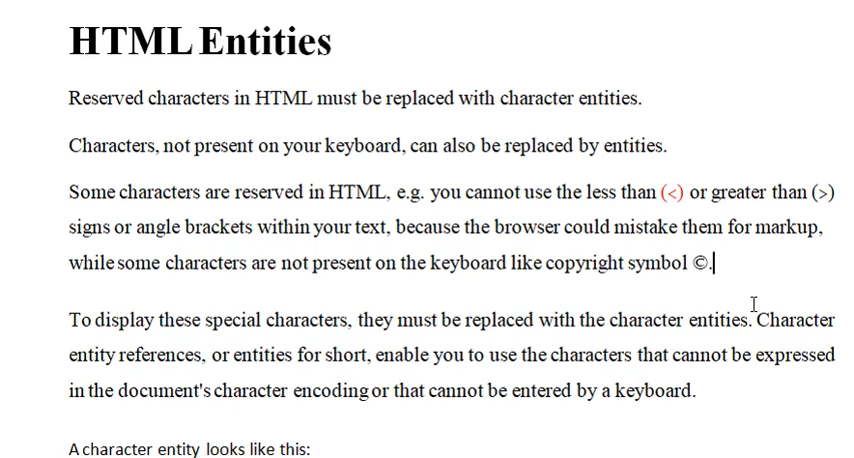 HTML Entities
Reserved characters in HTML must be replaced with character entities.
Characters, not present on your keyboard, can also be replaced by entities.
Some characters are reserved in HTML, e.g. you cannot use the less than (<) or greater than (>)
signs or angle brackets within your text, because the browser could mistake them for markup,
while some characters are not present on the keyboard like copyright symbol ©.
To display these special characters, they must be replaced with the character entities. Character
entity references, or entities for short, enable you to use the characters that cannot be expressed
in the document's character encoding or that cannot be entered by a keyboard.
A character entity looks like this: